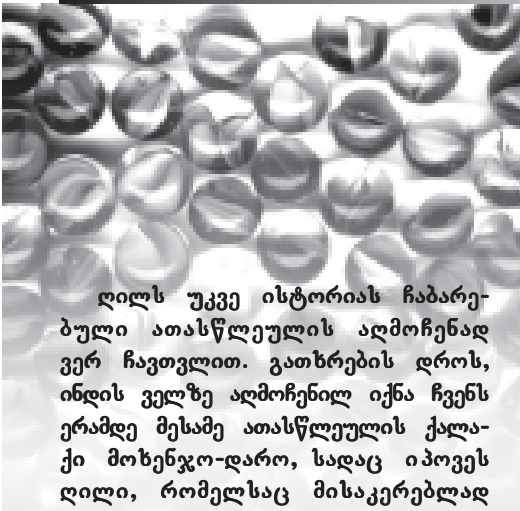 ღილს უკვე ისტორიას ჩაბარე-
ბული ათასწლეულის აღმოჩენად
ვერ ჩავთვლით. გათხრების დროს,
ინდის ველზე აღმოჩენილ იქნა ჩვენს
ერამდე მესამე ათასწლეულის ქალა-
ქი მოხენჯო-დარო, სადაც იპოვეს
ღილი, რომელსაც მისაკერებლად